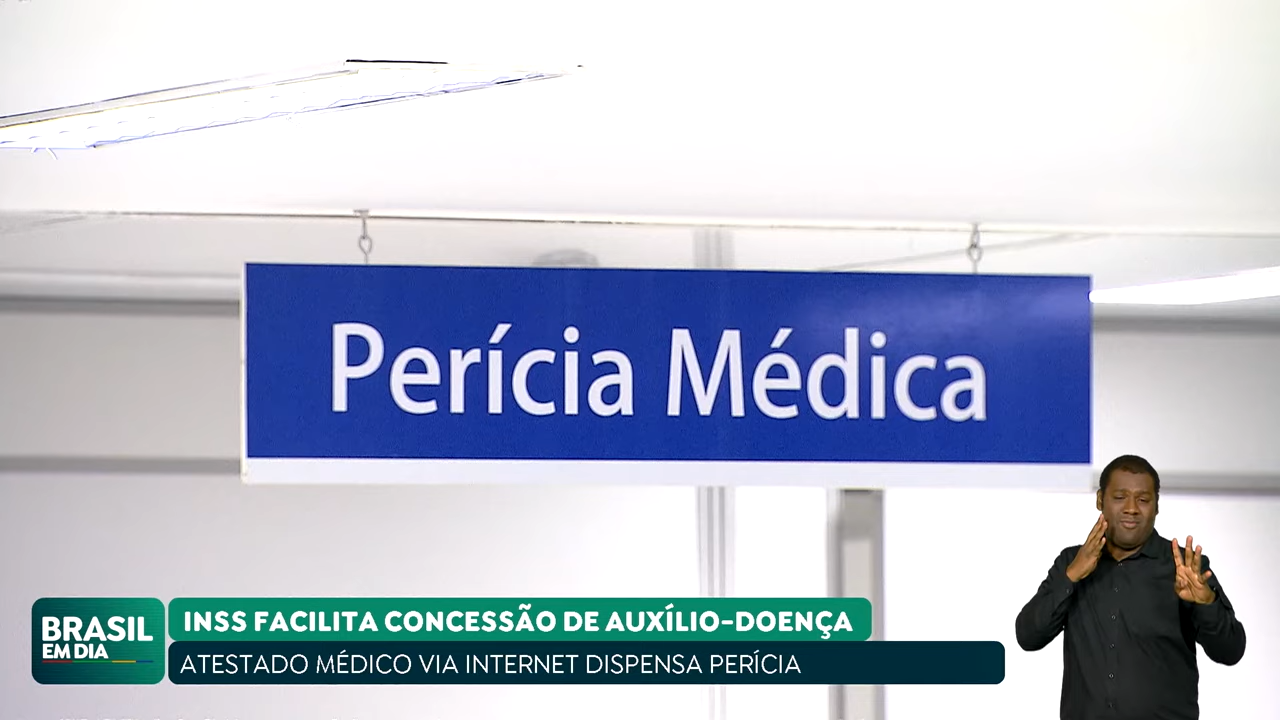 Perícia Médica
BRASIL
EM DIA
INSS FACILITA CONCESSÃO DE AUXÍLIO-DOENÇA
ATESTADO MÉDICO VIA INTERNET DISPENSA PERÍCIA